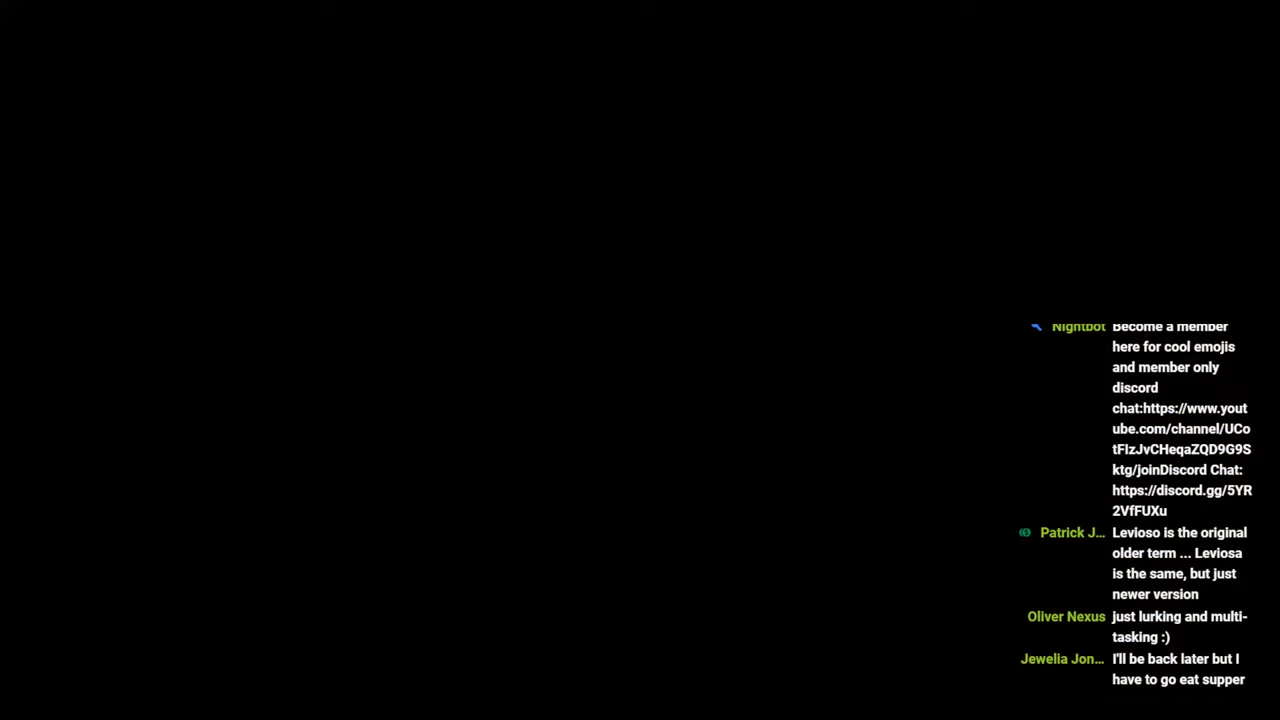 Nightbot Become a member
here for cool emojis
and member only
discord
chat:https://www.yout
ube.com/channel/UCo
tFIzJvCHeqaZQD9G9S
ktg/joinDiscord Chat:
https://discord.gg/5YR
2VfFUXu
Patrick J... Levioso is the original
older term ... Leviosa
is the same, but just
newer version
Oliver Nexus just lurking and multi-
tasking :)
Jewelia Jon... I'll be back later but I
have to go eat supper